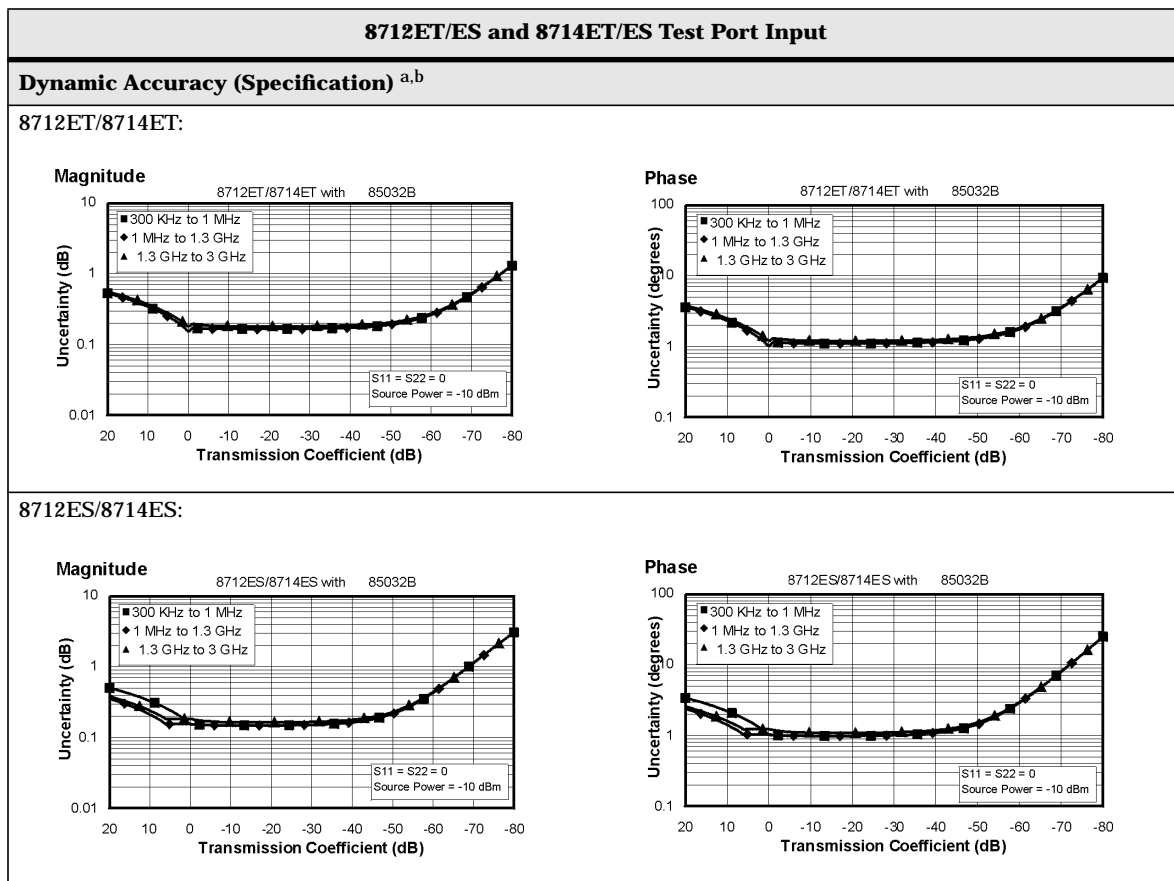 8712ET/ES and 8714ET/ES Test Port Input
Dynamic Accuracy (Specification) a,b
8712ET/8714ET:
Magnitude
8712ET/8714ET with 85032B
10
1
0.1
0.01
Uncertainty (dB)
300 KHz to 1 MHz
1 MHz to 1.3 GHz
1.3 GHz to 3 GHz
S11 = S22 = 0
Source Power = -10 dBm
20 10 0 -10 -20 -30 -40 -50 -60 -70 -80
Transmission Coefficient (dB)
Phase
8712ET/8714ET with 85032B
100
10
1
0.1
Uncertainty (degrees)
300 KHz to 1 MHz
1 MHz to 1.3 GHz
1.3 GHz to 3 GHz
S11 = S22 = 0
Source Power = -10 dBm
20 10 0 -10 -20 -30 -40 -50 -60 -70 -80
Transmission Coefficient (dB)
8712ES/8714ES:
Magnitude
8712ES/8714ES with 85032B
10
1
0.1
0.01
Uncertainty (dB)
300 KHz to 1 MHz
1 MHz to 1.3 GHz
1.3 GHz to 3 GHz
S11 = S22 = 0
Source Power = -10 dBm
20 10 0 -10 -20 -30 -40 -50 -60 -70 -80
Transmission Coefficient (dB)
Phase
8712ES/8714ES with 85032B
100
10
1
0.1
Uncertainty (degrees)
300 KHz to 1 MHz
1 MHz to 1.3 GHz
1.3 GHz to 3 GHz
S11 = S22 = 0
Source Power = -10 dBm
20 10 0 -10 -20 -30 -40 -50 -60 -70 -80
Transmission Coefficient (dB)